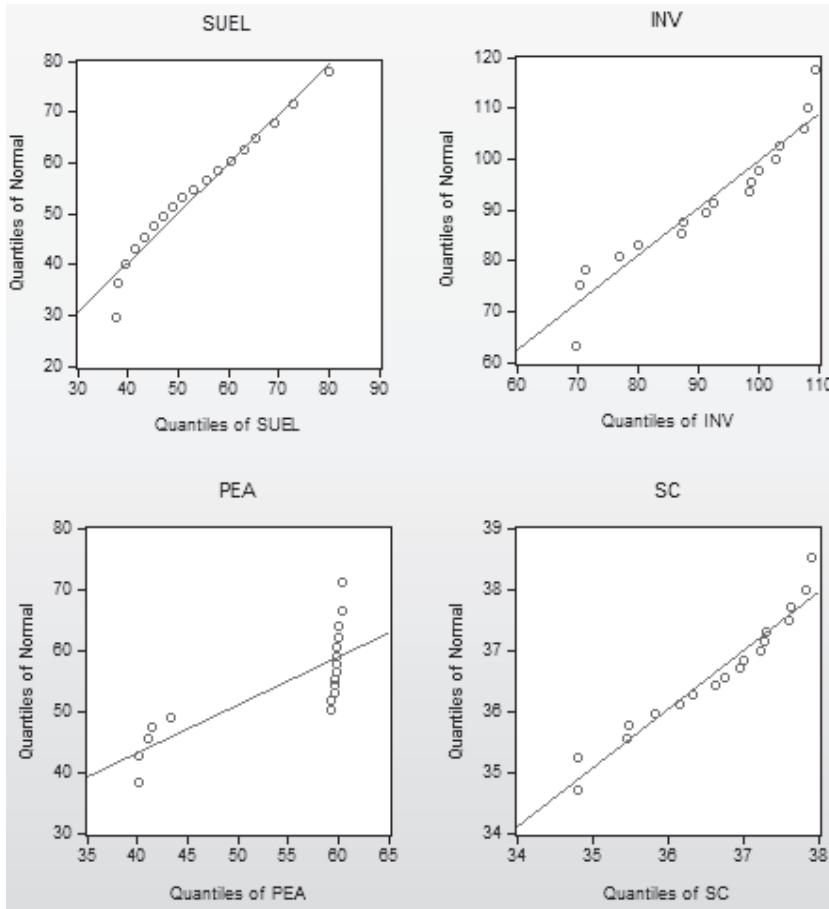 SUEL
80
70
60
50
40
30
20
30 40 50 60 70 80 90
Quantiles of Normal
Quantiles of SUEL
INV
120
110
100
90
80
70
60
60 70 80 90 100 110
Quantiles of Normal
Quantiles of INV
PEA
80
70
60
50
40
30
35 40 45 50 55 60 65
Quantiles of Normal
Quantiles of PEA
SC
39
38
37
36
35
34
34 35 36 37 38
Quantiles of Normal
Quantiles of SC